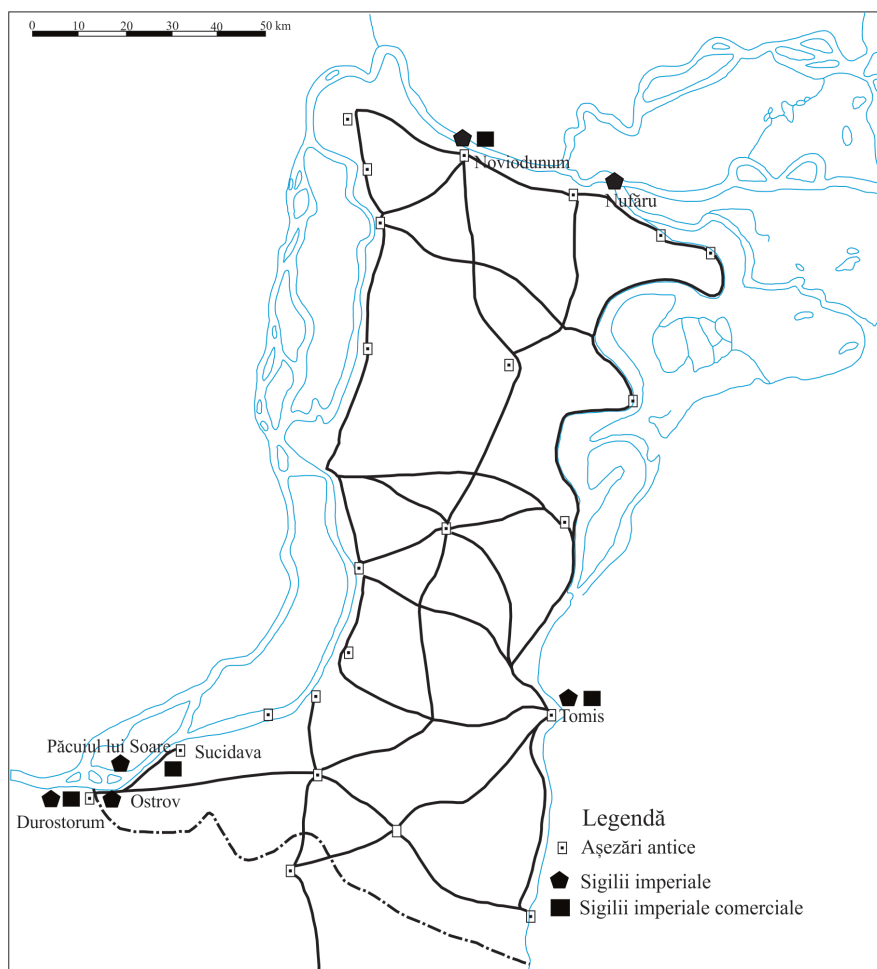 0 10 20 30 50 km
Noviodunum
Nufăru
Tomis
Păcuiul lui Soare
Sucidava
Ostrov
Durostorum
Legendă
Așezări antice
Sigilii imperiale
Sigilii imperiale comerciale